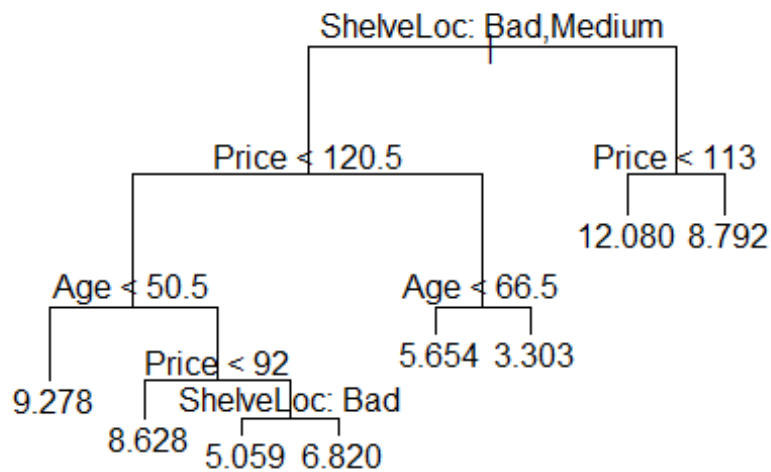 ShelveLoc: Bad,Medium
Price < 120.5
Price < 113
12.080 8.792
Age < 50.5
Age < 66.5
5.654 3.303
Price < 92
9.278
ShelveLoc: Bad
8.628
5.059 6.820